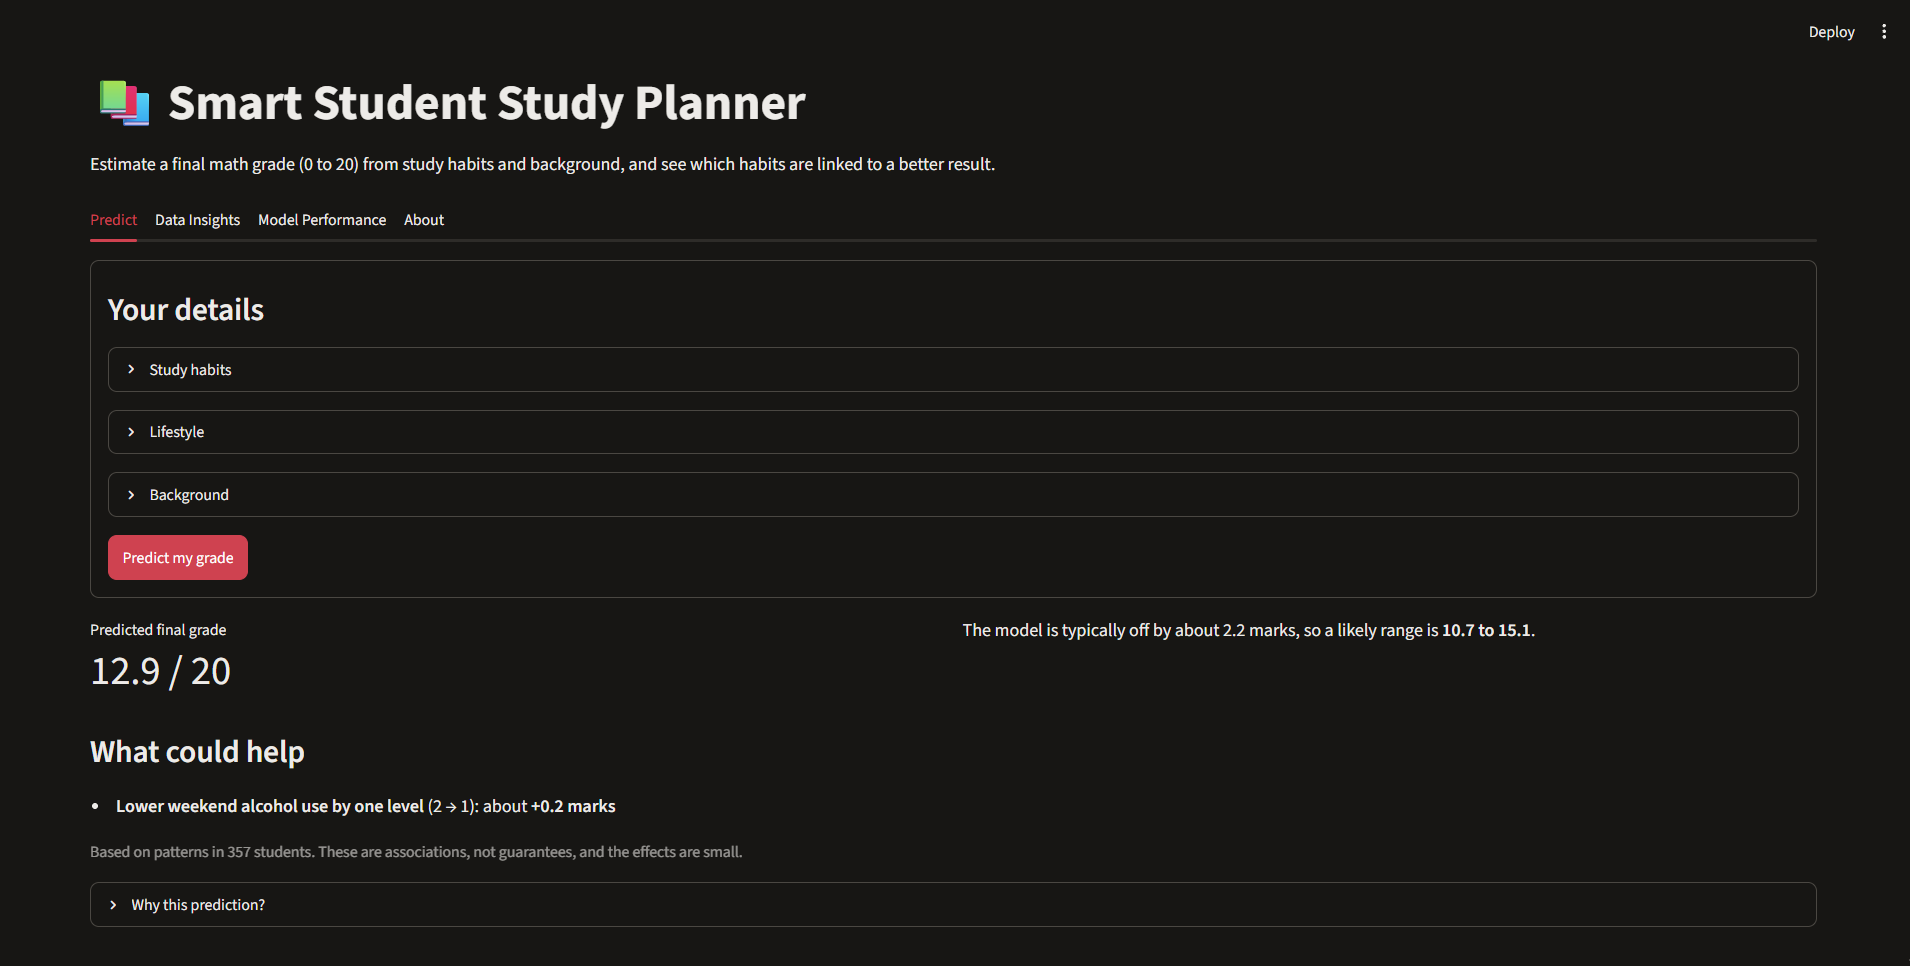 Deploy
Smart Student Study Planner
Estimate a final math grade (0 to 20) from study habits and background, and see which habits are linked to a better result.
Predict Data Insights Model Performance About
Your details
Study habits
Lifestyle
Background
Predict my grade
Predicted final grade
12.9 / 20
The model is typically off by about 2.2 marks, so a likely range is 10.7 to 15.1.
What could help
• Lower weekend alcohol use by one level (2 → 1): about +0.2 marks
Based on patterns in 357 students. These are associations, not guarantees, and the effects are small.
Why this prediction?